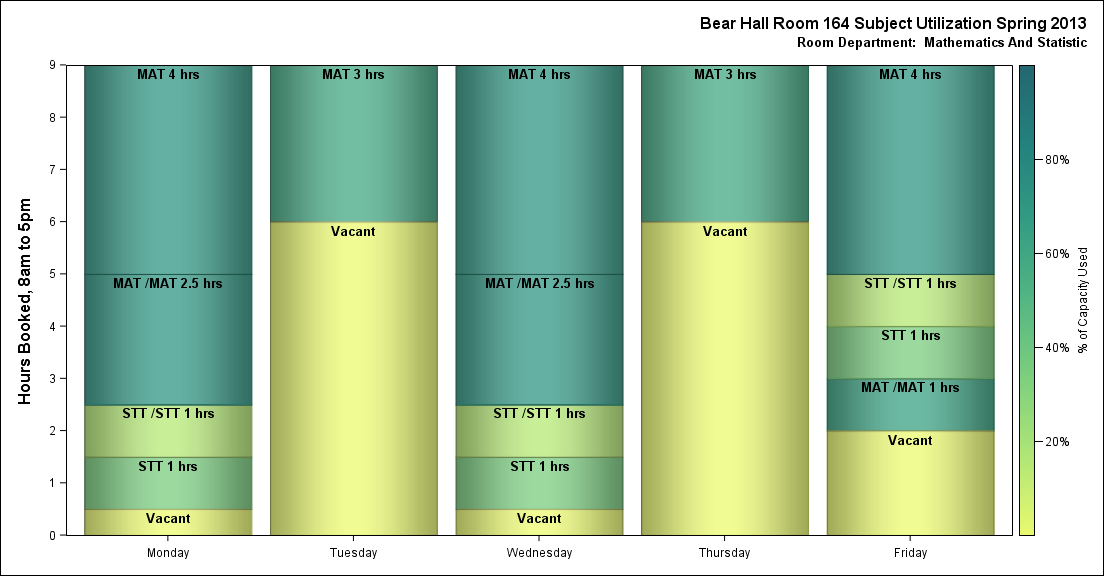 Bear Hall Room 164 Subject Utilization Spring 2013
Room Department:  Mathematics And Statistic
Hours Booked, 8am to 5pm
9
8
7
6
5
4
3
2
1
0
MAT 4 hrs
MAT /MAT 2.5 hrs
STT /STT 1 hrs
STT 1 hrs
Vacant
MAT 3 hrs
Vacant
MAT 4 hrs
MAT /MAT 2.5 hrs
STT /STT 1 hrs
STT 1 hrs
Vacant
MAT 3 hrs
Vacant
MAT 4 hrs
STT /STT 1 hrs
STT 1 hrs
MAT /MAT 1 hrs
Vacant
Monday
Tuesday
Wednesday
Thursday
Friday
80%
60%
40%
20%
% of Capacity Used